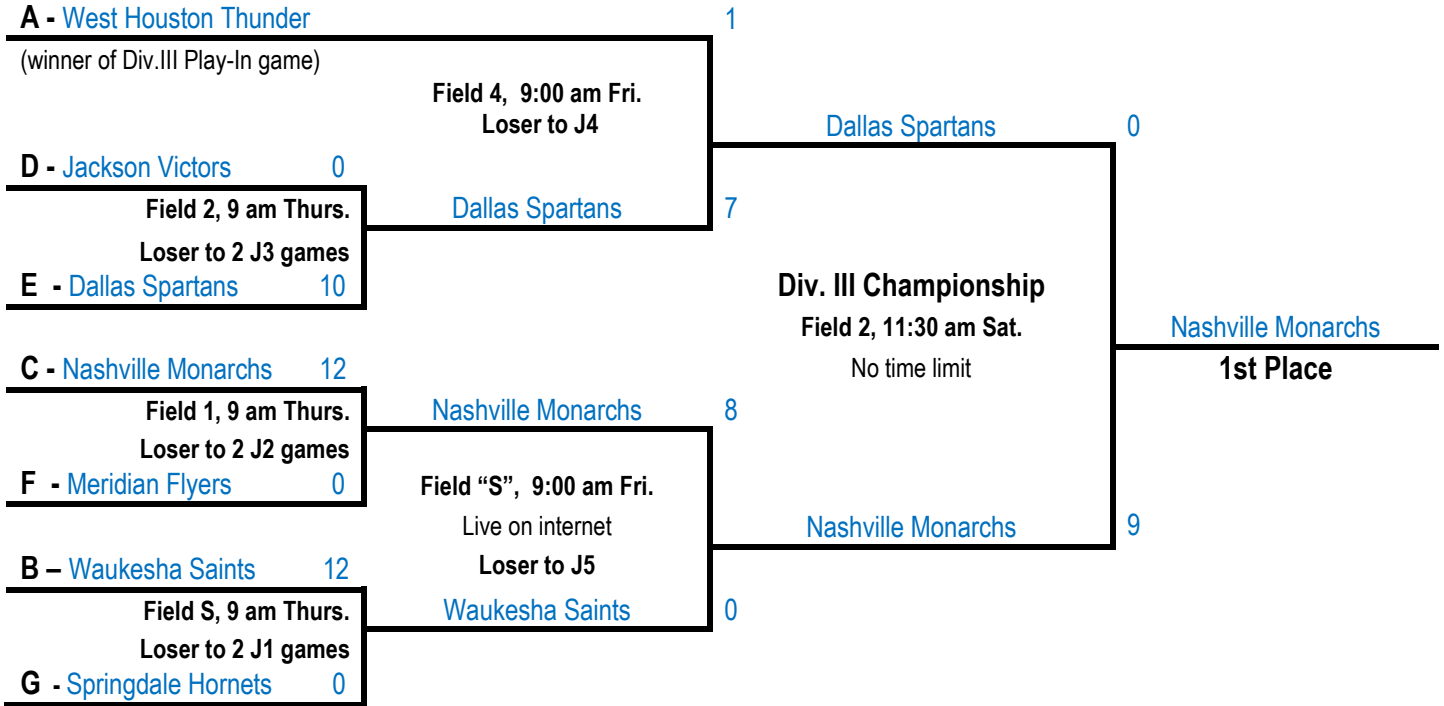 A - West Houston Thunder 1
(winner of Div.III Play-In game)
Field 4, 9:00 am Fri.
Loser to J4
Dallas Spartans 0
D - Jackson Victors 0
Field 2, 9 am Thurs.
Dallas Spartans 7
Loser to 2 J3 games
E - Dallas Spartans 10
Div. III Championship
Field 2, 11:30 am Sat.
No time limit
Nashville Monarchs
1st Place
C - Nashville Monarchs 12
Field 1, 9 am Thurs.
Nashville Monarchs 8
Loser to 2 J2 games
F - Meridian Flyers 0
Field “S”, 9:00 am Fri.
Live on internet
Loser to J5
Nashville Monarchs 9
B – Waukesha Saints 12
Field S, 9 am Thurs.
Waukesha Saints 0
Loser to 2 J1 games
G - Springdale Hornets 0